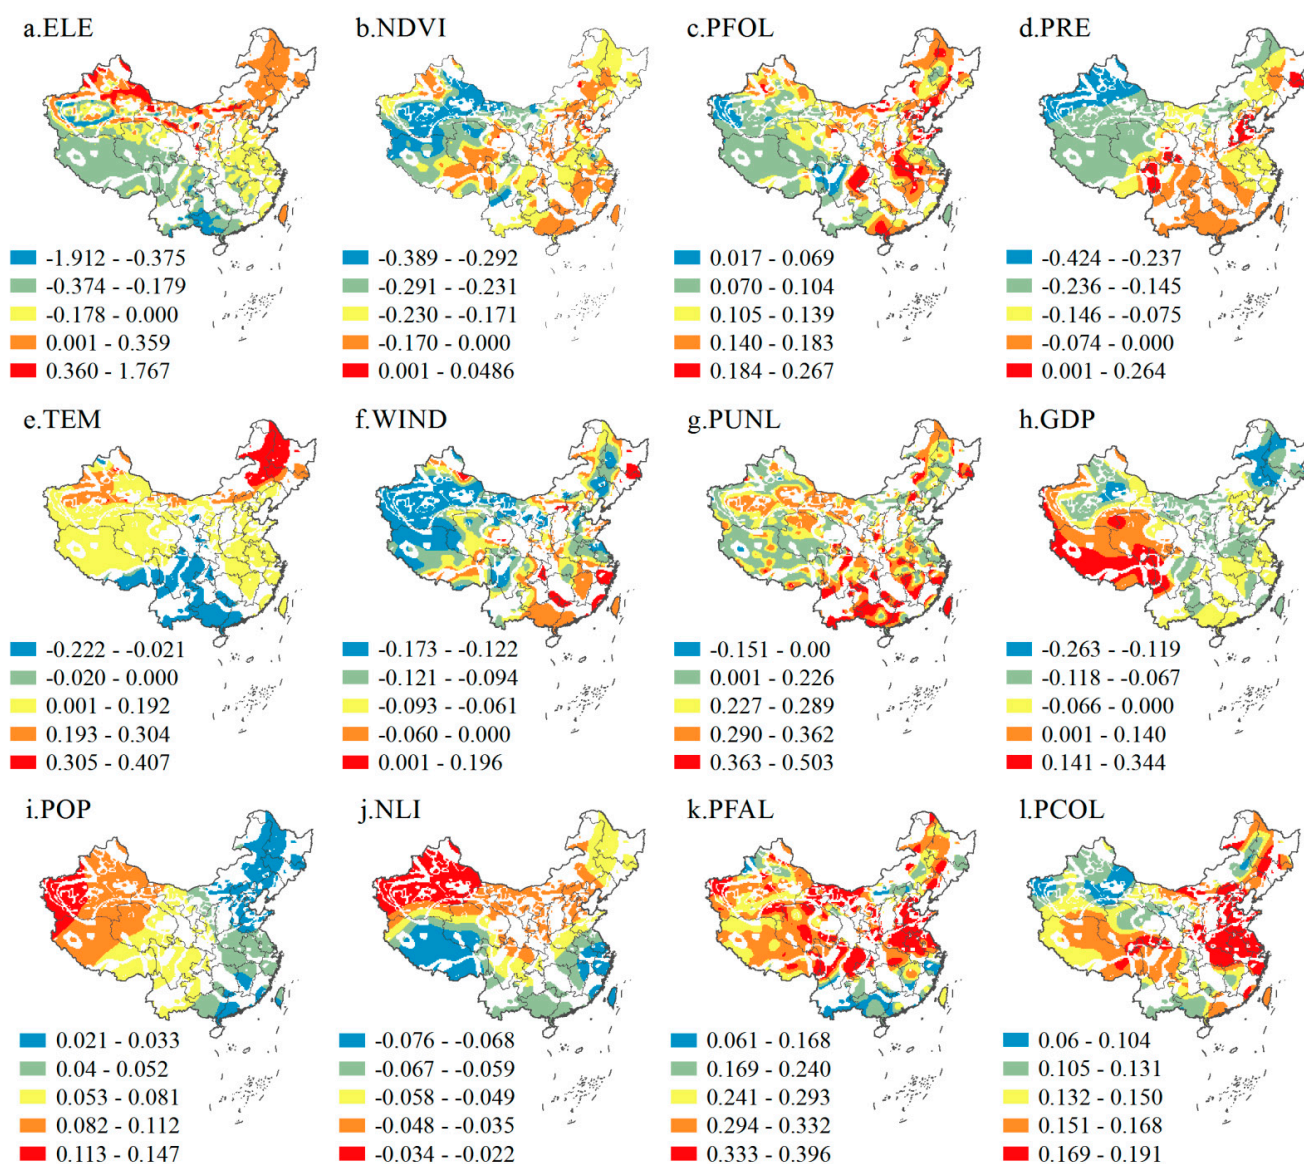 a.ELE
b.NDVI
c.PFOL
d.PRE
-1.912 - -0.375
-0.374 - -0.179
-0.178 - 0.000
0.001 - 0.359
0.360 - 1.767
-0.389 - -0.292
-0.291 - -0.231
-0.230 - -0.171
-0.170 - 0.000
0.001 - 0.0486
0.017 - 0.069
0.070 - 0.104
0.105 - 0.139
0.140 - 0.183
0.184 - 0.267
-0.424 - -0.237
-0.236 - -0.145
-0.146 - -0.075
-0.074 - 0.000
0.001 - 0.264
e.TEM
f.WIND
g.PUNL
h.GDP
-0.222 - -0.021
-0.020 - 0.000
0.001 - 0.192
0.193 - 0.304
0.305 - 0.407
-0.173 - -0.122
-0.121 - -0.094
-0.093 - -0.061
-0.060 - 0.000
0.001 - 0.196
-0.151 - 0.00
0.001 - 0.226
0.227 - 0.289
0.290 - 0.362
0.363 - 0.503
-0.263 - -0.119
-0.118 - -0.067
-0.066 - 0.000
0.001 - 0.140
0.141 - 0.344
i.POP
j.NLI
k.PFAL
l.PCOL
0.021 - 0.033
0.04 - 0.052
0.053 - 0.081
0.082 - 0.112
0.113 - 0.147
-0.076 - -0.068
-0.067 - -0.059
-0.058 - -0.049
-0.048 - -0.035
-0.034 - -0.022
0.061 - 0.168
0.169 - 0.240
0.241 - 0.293
0.294 - 0.332
0.333 - 0.396
0.06 - 0.104
0.105 - 0.131
0.132 - 0.150
0.151 - 0.168
0.169 - 0.191